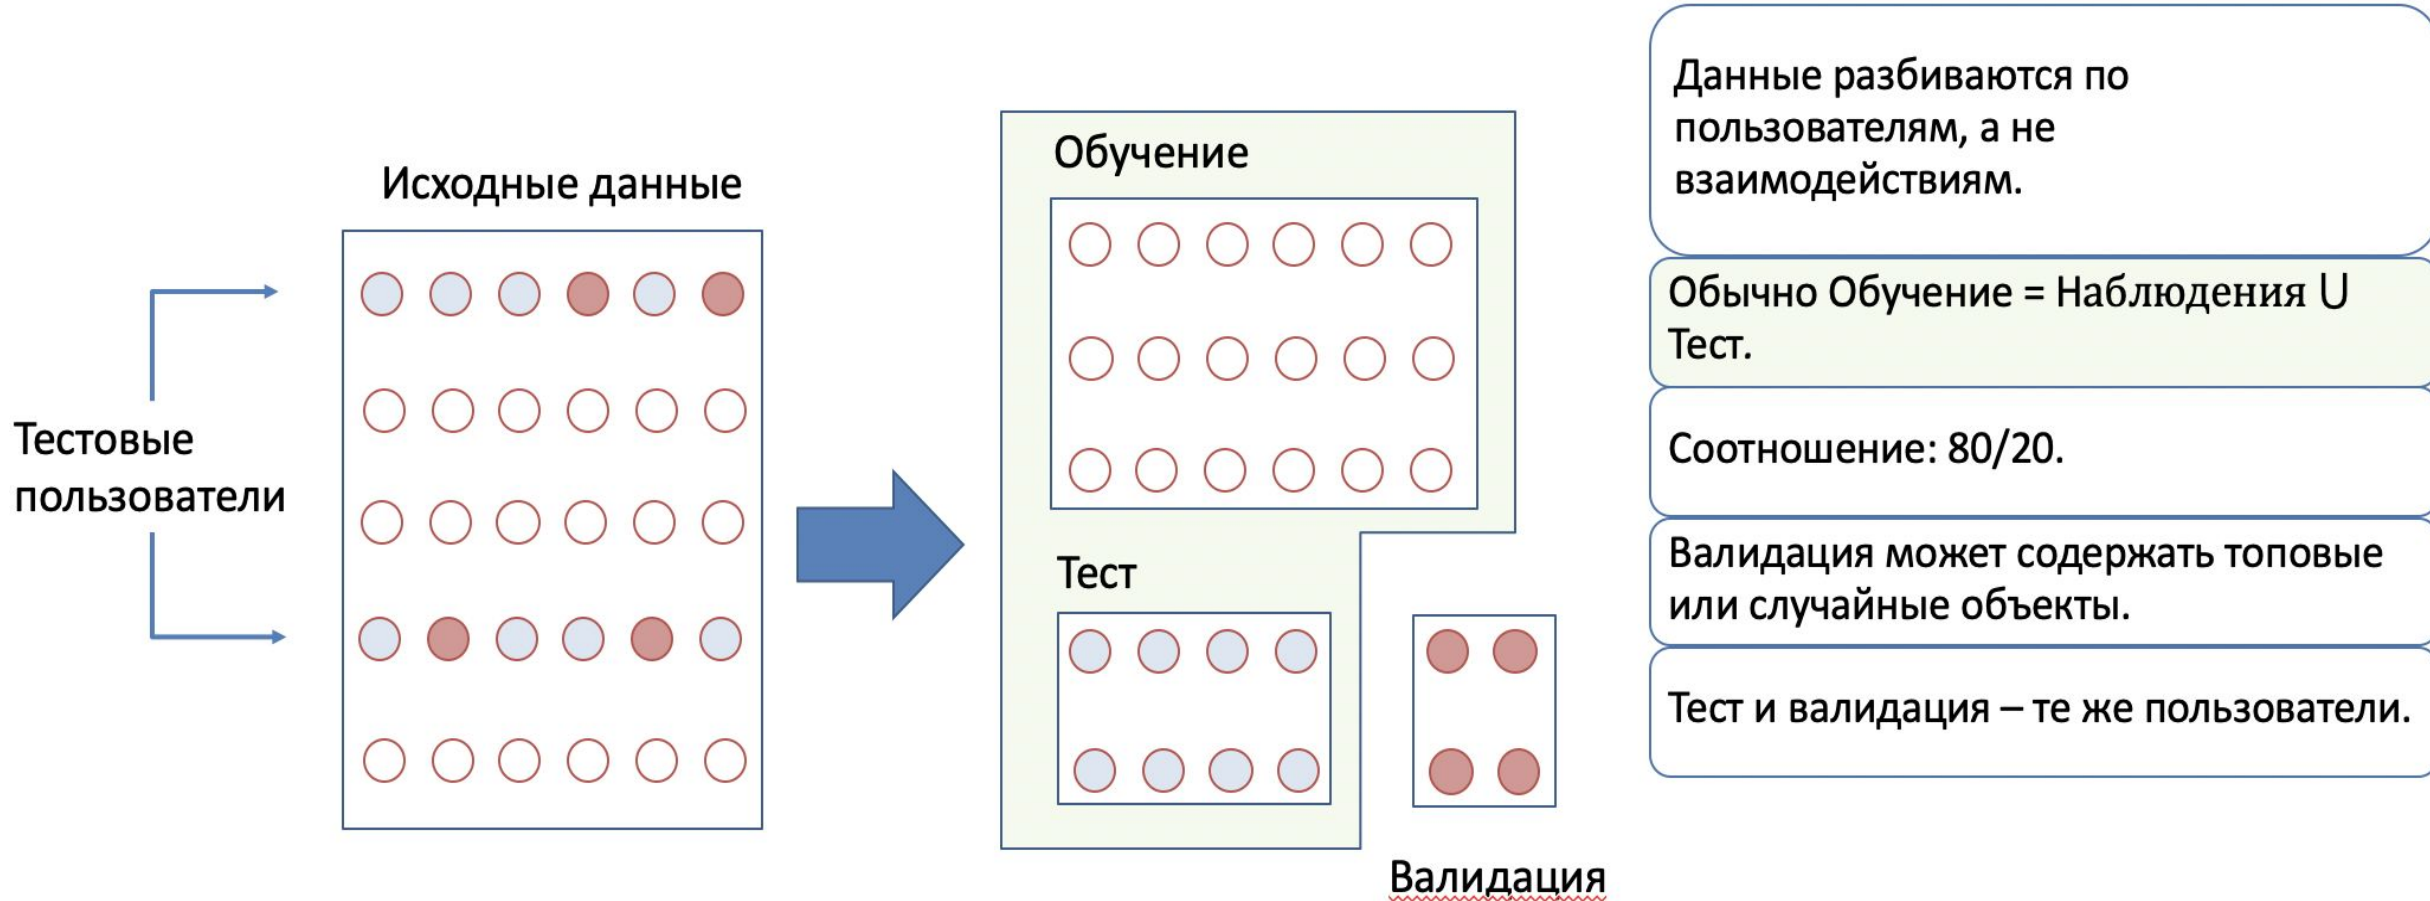 Исходные данные
Тестовые
пользователи
Обучение
Тест
Валидация
Данные разбиваются по
пользователям, а не
взаимодействиям.
Обычно Обучение = Наблюдения U
Тест.
Соотношение: 80/20.
Валидация может содержать топовые
или случайные объекты.
Тест и валидация – те же пользователи.